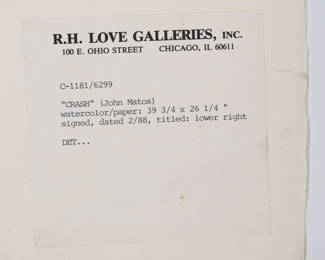 R.H. LOVE GALLERIES, INC.
100 E. OHIO STREET CHICAGO, IL 60611
C-1181/6299
"CRASH" (John Matos)
watercolor/paper: 39 3/4 x 26 1/4 "
signed, dated 2/88, titled: lower right
DET...